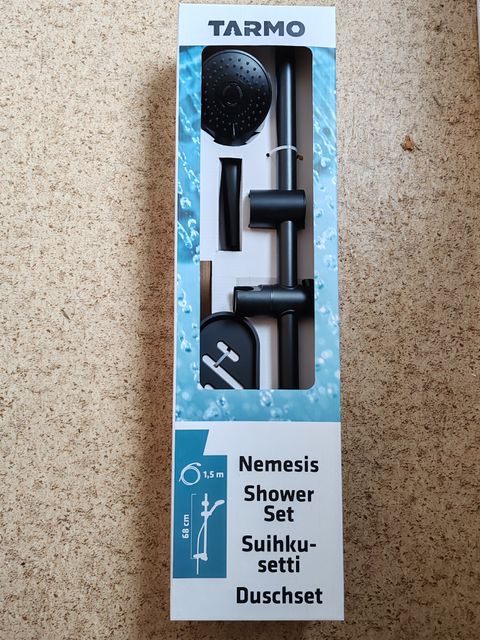 TARMO
1,5 m
68 cm
Nemesis
Shower
Set
Suihku-
setti
Duschset